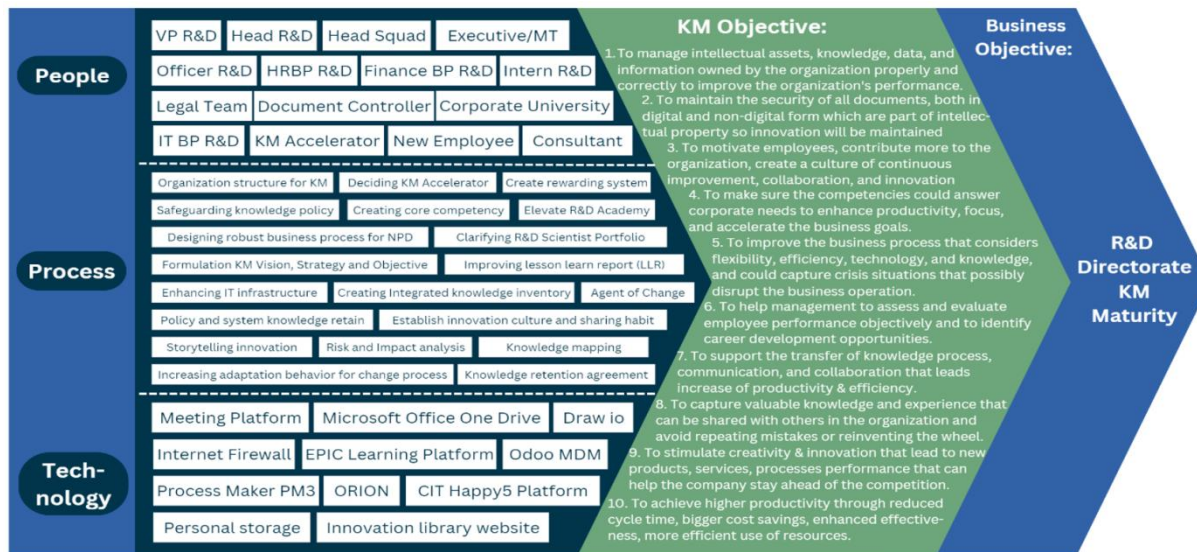 People
VP R&D
Head R&D
Head Squad
Executive/MT
Officer R&D
HRBP R&D
Finance BP R&D
Intern R&D
Legal Team
Document Controller
Corporate University
IT BP R&D
KM Accelerator
New Employee
Consultant
Process
Organization structure for KM
Deciding KM Accelerator
Create rewarding system
Safeguarding knowledge policy
Creating core competency
Elevate R&D Academy
Designing robust business process for NPD
Clarifying R&D Scientist Portfolio
Formulation KM Vision, Strategy and Objective
Improving lesson learn report (LLR)
Enhancing IT infrastructure
Creating Integrated knowledge inventory
Agent of Change
Policy and system knowledge retain
Establish innovation culture and sharing habit
Storytelling innovation
Risk and Impact analysis
Knowledge mapping
Increasing adaptation behavior for change process
Knowledge retention agreement
Tech-
nology
Meeting Platform
Microsoft Office One Drive
Draw io
Internet Firewall
EPIC Learning Platform
Odoo MDM
Process Maker PM3
ORION
CIT Happy5 Platform
Personal storage
Innovation library website
KM Objective:
1. To manage intellectual assets, knowledge, data, and
information owned by the organization properly and
correctly to improve the organization's performance.
2. To maintain the security of all documents, both in
digital and non-digital form which are part of intellec-
tual property so innovation will be maintained
3. To motivate employees, contribute more to the
organization, create a culture of continuous
improvement, collaboration, and innovation
4. To make sure the competencies could answer
corporate needs to enhance productivity, focus,
and accelerate the business goals.
5. To improve the business process that considers
flexibility, efficiency, technology, and knowledge,
and could capture crisis situations that possibly
disrupt the business operation.
6. To help management to assess and evaluate
employee performance objectively and to identify
career development opportunities.
7. To support the transfer of knowledge process,
communication, and collaboration that leads
increase of productivity & efficiency.
8. To capture valuable knowledge and experience that
can be shared with others in the organization and
avoid repeating mistakes or reinventing the wheel.
9. To stimulate creativity & innovation that lead to new
products, services, processes performance that can
help the company stay ahead of the competition.
10. To achieve higher productivity through reduced
cycle time, bigger cost savings, enhanced effective-
ness, more efficient use of resources.
Business
Objective:
R&D
Directorate
KM
Maturity